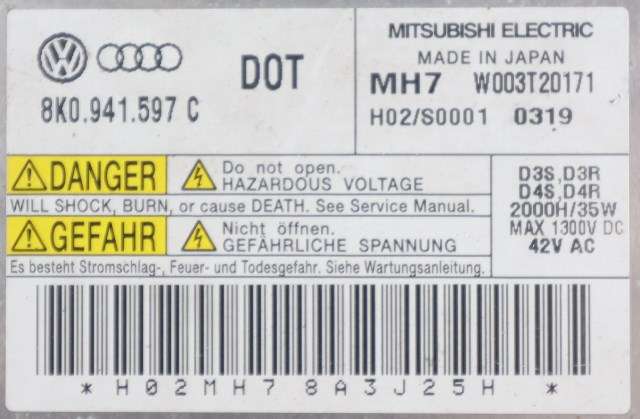 8K0.941.597 C
DOT
MITSUBISHI ELECTRIC
MADE IN JAPAN
MH7 W003T20171
H02/S0001 0319
DANGER
Do not open.
HAZARDOUS VOLTAGE
WILL SHOCK, BURN, or cause DEATH. See Service Manual.
GEFAHR
Nicht öffnen.
GEFÄHRLICHE SPANNUNG
Es besteht Stromschlag-, Feuer- und Todesgefahr. Siehe Wartungsanleitung.
D3S,D3R
D4S,D4R
2000H/35W
MAX 1300V DC
42V AC
*H02MH78A3J25H *